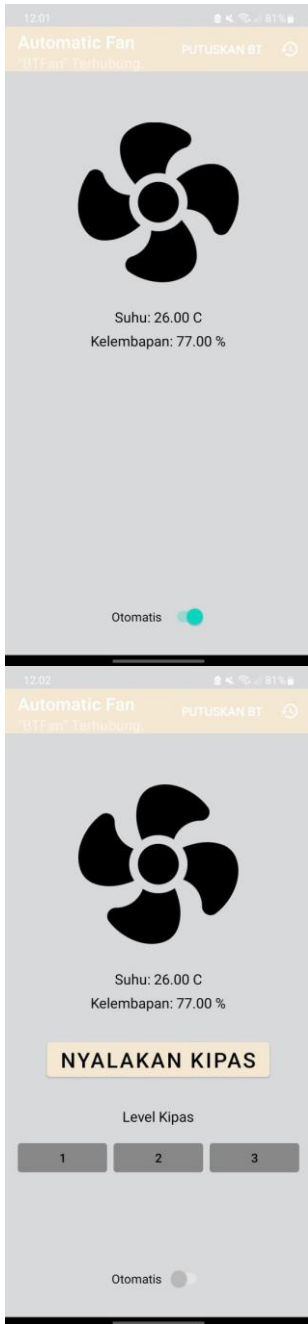 12:01 81%
Automatic Fan PUTUSKAN BT
"BTFan" Terhubung.
Suhu: 26.00 C
Kelembapan: 77.00 %
Otomatis
12:02 81%
Automatic Fan PUTUSKAN BT
"BTFan" Terhubung.
Suhu: 26.00 C
Kelembapan: 77.00 %
NYALAKAN KIPAS
Level Kipas
1 2 3
Otomatis